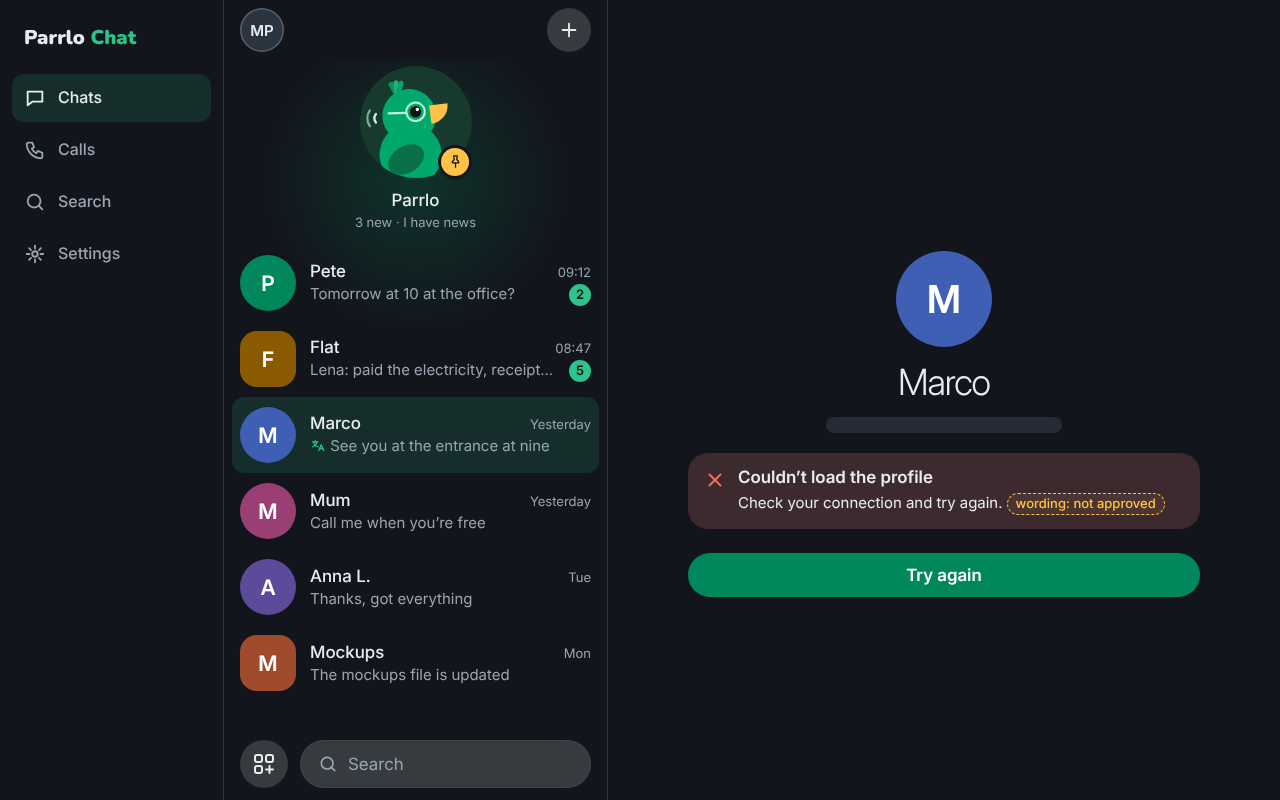 Parrlo Chat
Chats
Calls
Search
Settings
MP
Parrlo
3 new · I have news
P
Pete
09:12
Tomorrow at 10 at the office?
2
F
Flat
08:47
Lena: paid the electricity, receipt…
5
M
Marco
Yesterday
See you at the entrance at nine
M
Mum
Yesterday
Call me when you’re free
A
Anna L.
Tue
Thanks, got everything
M
Mockups
Mon
The mockups file is updated
Search
M
Marco
Couldn’t load the profile
Check your connection and try again. wording: not approved
Try again